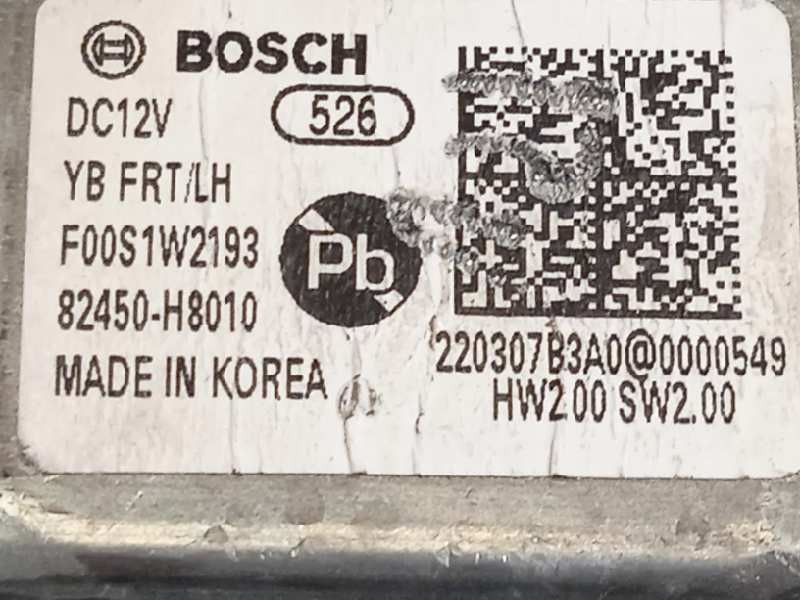 BOSCH
DC12V 526
YB FRT/LH
F00S1W2193
Pb
82450-H8010
MADE IN KOREA
220307B3A0@0000549
HW2.00 SW2.00